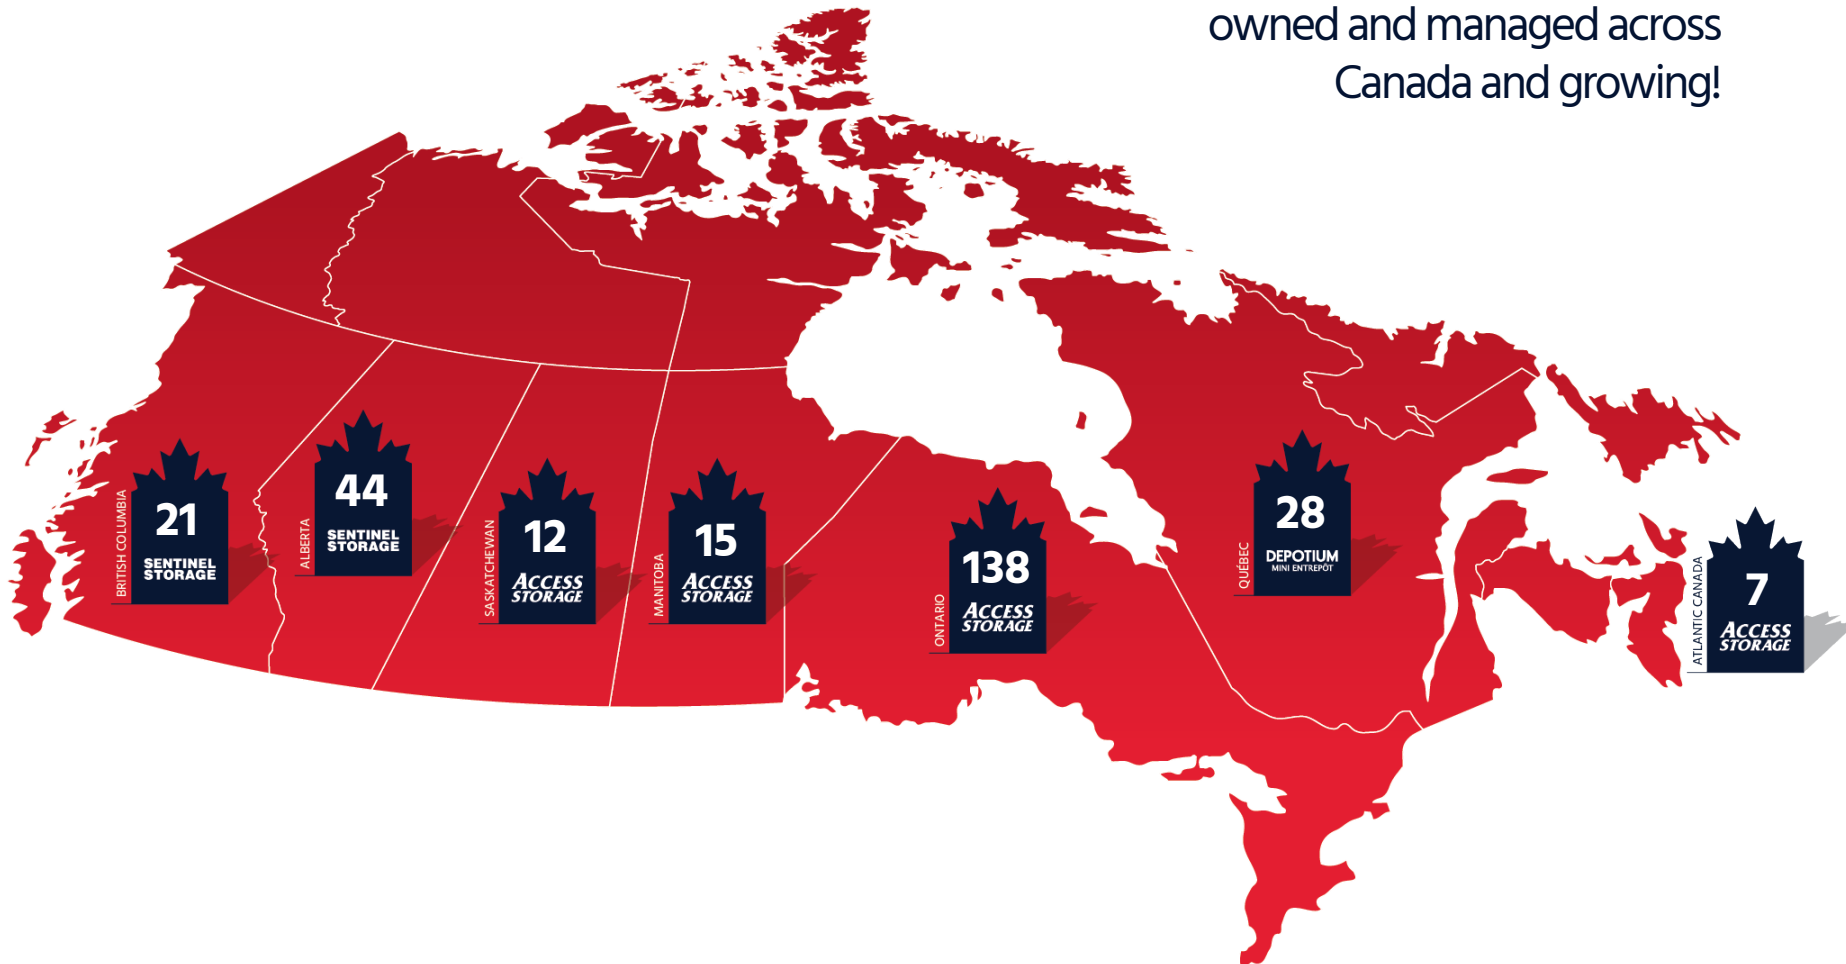 owned and managed across
Canada and growing!
BRITISH COLUMBIA
21
SENTINEL
STORAGE
ALBERTA
44
SENTINEL
STORAGE
SASKATCHEWAN
12
ACCESS
STORAGE
MANITOBA
15
ACCESS
STORAGE
ONTARIO
138
ACCESS
STORAGE
QUÉBEC
28
DEPOTIUM
MINI ENTREPÔT
ATLANTIC CANADA
7
ACCESS
STORAGE